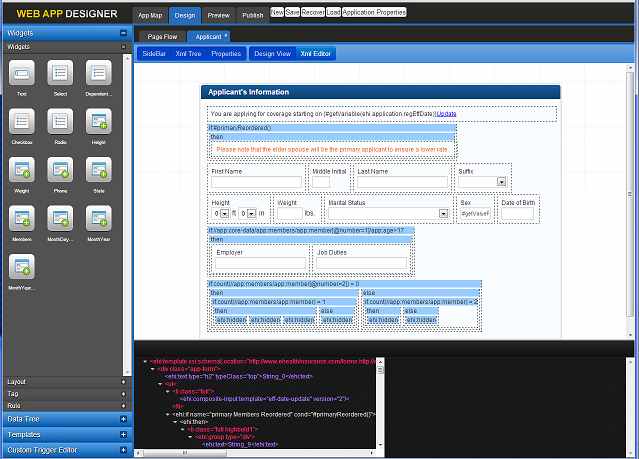 WEB APP DESIGNER
App Map Design Preview Publish New Save Recover Load Application Properties
Widgets
Page Flow Applicant ×
Widgets
SideBar Xml Tree Properties Design View Xml Editor
Text Select Dependent...
Checkbox Radio Height
Weight Phone State
Members MonthDay... MonthYear
MonthYear...
Applicant's Information
You are applying for coverage starting on {#getVariable(ehi.application.regEffDate)}Update
if #primaryReordered()
then
Please note that the elder spouse will be the primary applicant to ensure a lower rate.
First Name Middle Initial Last Name Suffix
Height Weight Marital Status Sex Date of Birth
0 ft 0 in lbs. #getValueF
if //app:core-data/app:members/app:member[@number=1]/app:age>17
then
Employer Job Duties
if count(//app:members/app:member[@number=2]) = 0
then else
if count(//app:members/app:member) = 1 if count(//app:members/app:member) = 2
then else then else
ehi:hidden ehi:hidden ehi:hidden ehi:hidden ehi:hidden ehi:hidden
Layout
Tag
Rule
Data Tree
Templates
Custom Trigger Editor
<ehi:template xsi:schemaLocation="http://www.ehealthinsurance.com/forms http://
<div class="app-form">
<ehi:text type="h2" typeClass="top">String_0</ehi:text>
<ul>
<li class="full">
<ehi:composite-input template="eff-date-update" version="2"/>
</li>
<ehi:if name="primary Members Reordered" cond="#primaryReordered()">
<ehi:then>
<li class="full highbold1">
<ehi:group type="div">
<ehi:text>String_9</ehi:text>